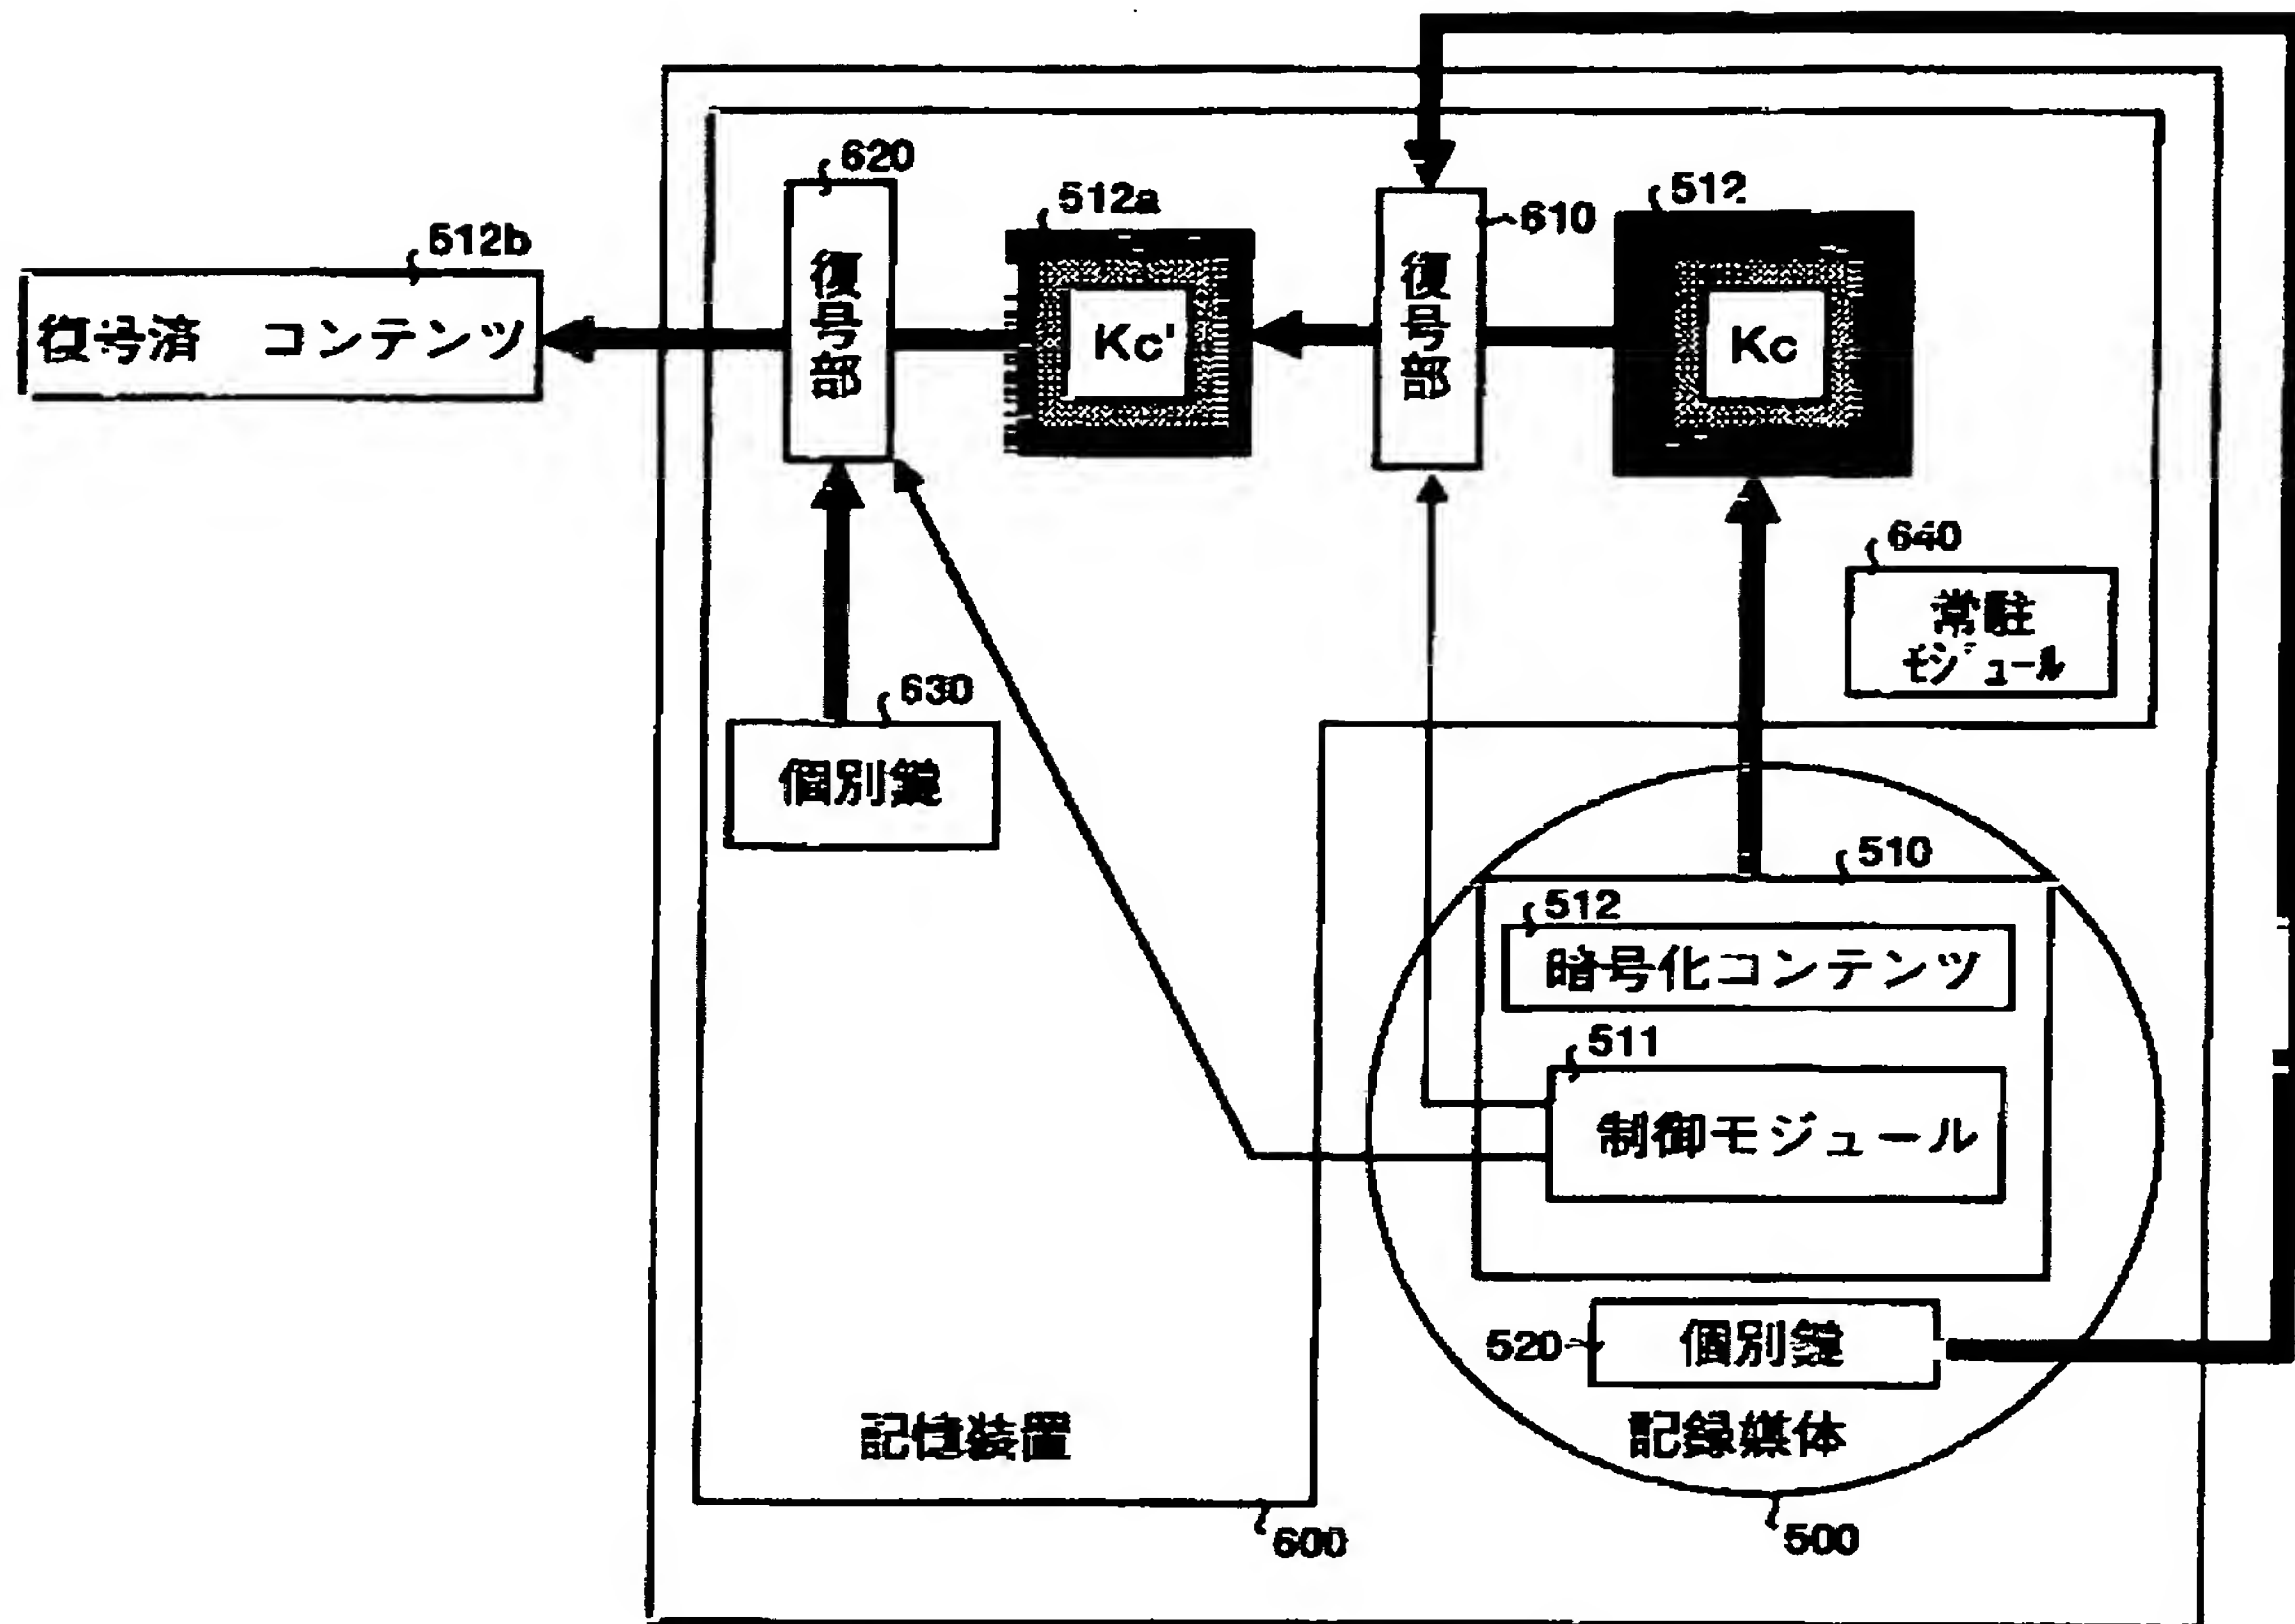 620
512a
512
512b
610
復号部
復号部
復号済 コンテンツ
Kc'
Kc
640
常駐
モジュール
630
個別鍵
510
512
暗号化コンテンツ
511
制御モジュール
520
個別鍵
記憶装置
記録媒体
600
500